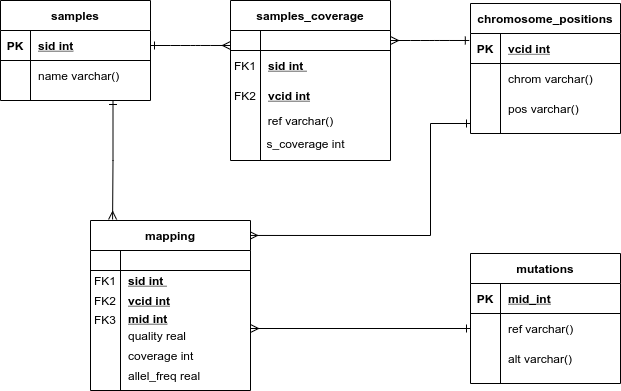 samples
PK sid int
name varchar()
samples_coverage
FK1 sid int
FK2 vcid int
ref varchar()
s_coverage int
chromosome_positions
PK vcid int
chrom varchar()
pos varchar()
mapping
FK1 sid int
FK2 vcid int
FK3 mid int
quality real
coverage int
allel_freq real
mutations
PK mid_int
ref varchar()
alt varchar()